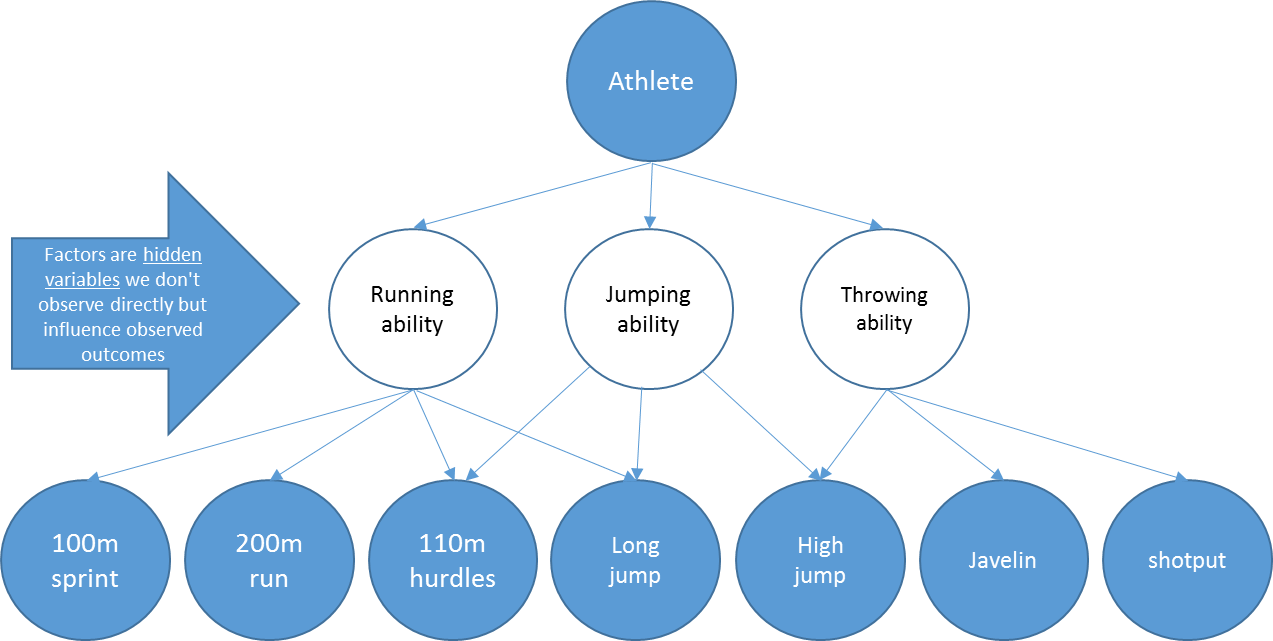 Athlete
Factors are hidden
variables we don't
observe directly but
influence observed
outcomes
Running
ability
Jumping
ability
Throwing
ability
100m
sprint
200m
run
110m
hurdles
Long
jump
High
jump
Javelin
shotput